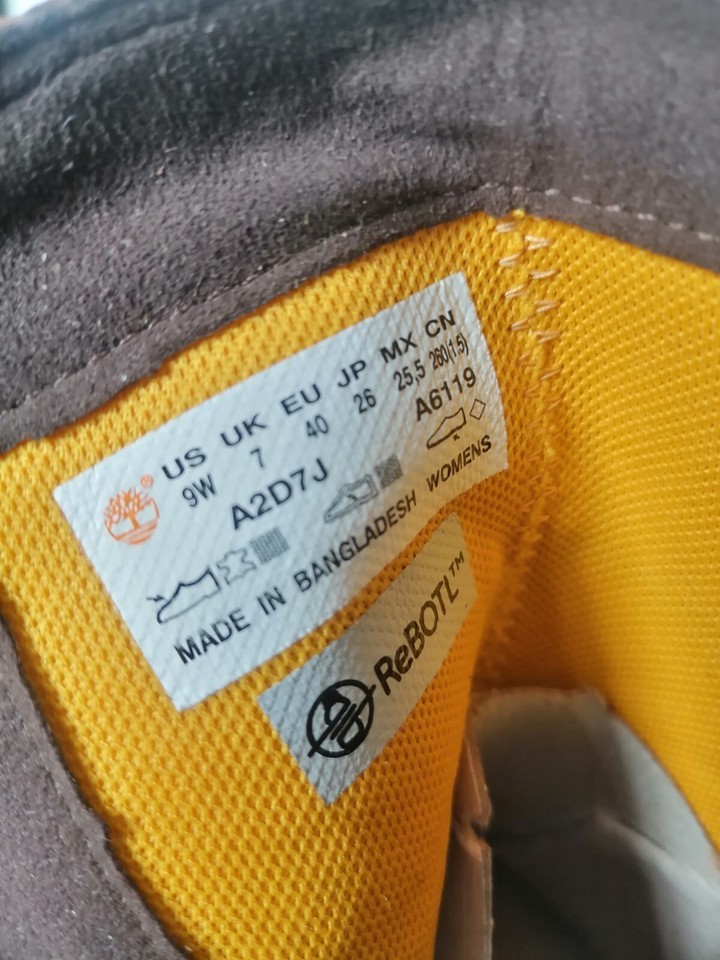 ®
US UK EU JP MX CN
9W 7 40 26 25,5 260(1.5)
A2D7J A6119
MADE IN BANGLADESH WOMENS
ReBOTL™